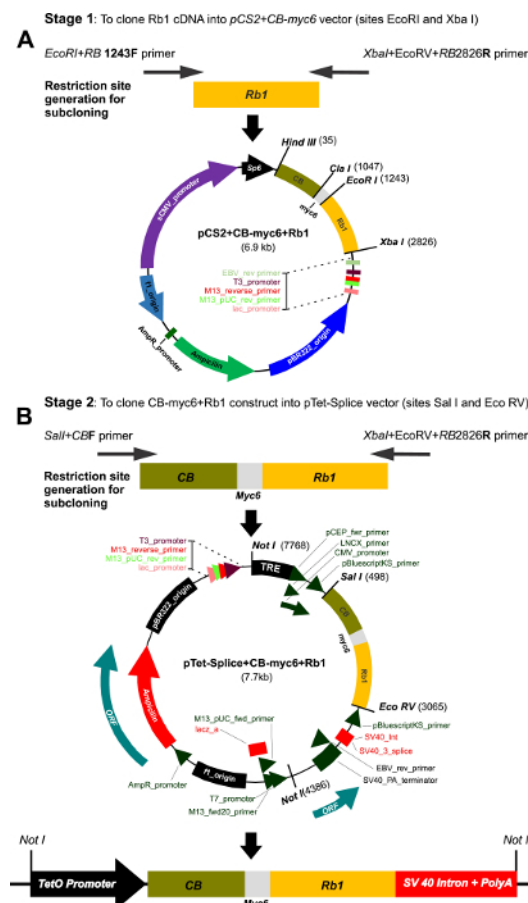 Stage 1: To clone Rb1 cDNA into pCS2+CB-myc6 vector (sites EcoRI and Xba I)
A
EcoRI+RB 1243F primer
XbaI+EcoRV+RB2826R primer
Restriction site
generation for
subcloning
Rb1
Hind III (35)
Sp6
CB
Cla I (1047)
EcoR I (1243)
myc6
Rb1
sCMV_promoter
pCS2+CB-myc6+Rb1
(6.9 kb)
Xba I (2826)
EBV_rev primer
T3_promoter
M13_reverse_primer
M13_pUC_rev_primer
lac_promoter
f1_origin
AmpR_promoter
Ampicillin
pBR322_origin
Stage 2: To clone CB-myc6+Rb1 construct into pTet-Splice vector (sites Sal I and Eco RV)
B
SalI+CBF primer
XbaI+EcoRV+RB2826R primer
CB
Rb1
Restriction site
generation for
subcloning
Myc6
T3_promoter
M13_reverse_primer
M13_pUC_rev_primer
lac_promoter
Not I (7768)
pCEP_fwr_primer
LNCX_primer
CMV_promoter
pBluescriptKS_primer
TRE
Sal I (498)
pBR322_origin
CB
myc6
Rb1
pTet-Splice+CB-myc6+Rb1
(7.7kb)
Ampicillin
ORF
Eco RV (3065)
M13_pUC_fwd_primer
lacz_a
pBluescriptKS_primer
SV40_Int
SV40_3_splice
EBV_rev_primer
SV40_PA_terminator
AmpR_promoter
f1_origin
T7_promoter
M13_fwd20_primer
Not I(4386)
ORF
Not I
Not I
TetO Promoter
CB
Rb1
SV 40 Intron + PolyA
Myc6